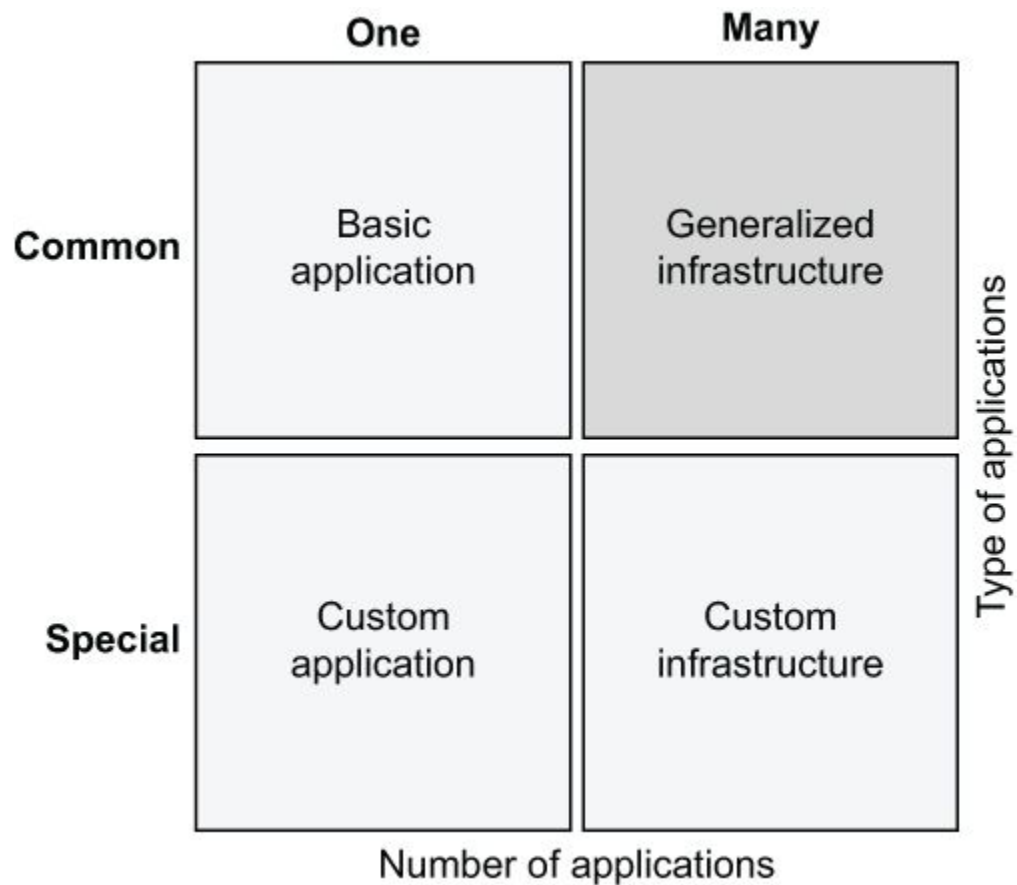 One
Many
Common
Basic
application
Generalized
infrastructure
Special
Custom
application
Custom
infrastructure
Type of applications
Number of applications